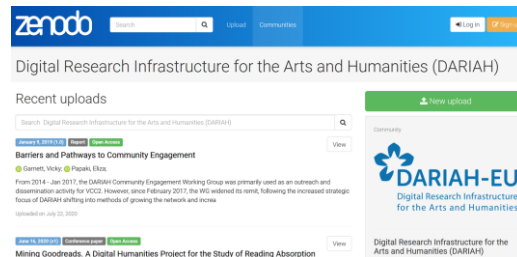 zenodo
Search
Upload
Communities
Log in
Sign u
Digital Research Infrastructure for the Arts and Humanities (DARIAH)
Recent uploads
Search Digital Research Infrastructure for the Arts and Humanities (DARIAH)
January 9, 2019 (1.0) Report Open Access
View
Barriers and Pathways to Community Engagement
Garnett, Vicky; Papaki, Eliza;
From 2014 - Jan 2017, the DARIAH Community Engagement Working Group was primarily used as an outreach and
dissemination activity for VCC2. However, since February 2017, the WG widened its remit, following the increased strategic
focus of DARIAH shifting into methods of growing the network and increa
Uploaded on July 22, 2020
June 16, 2020 (v1) Conference paper Open Access
View
Mining Goodreads. A Digital Humanities Project for the Study of Reading Absorption
New upload
Community
DARIAH-EU
Digital Research Infrastructure
for the Arts and Humanities
Digital Research Infrastructure for the
Arts and Humanities (DARIAH)